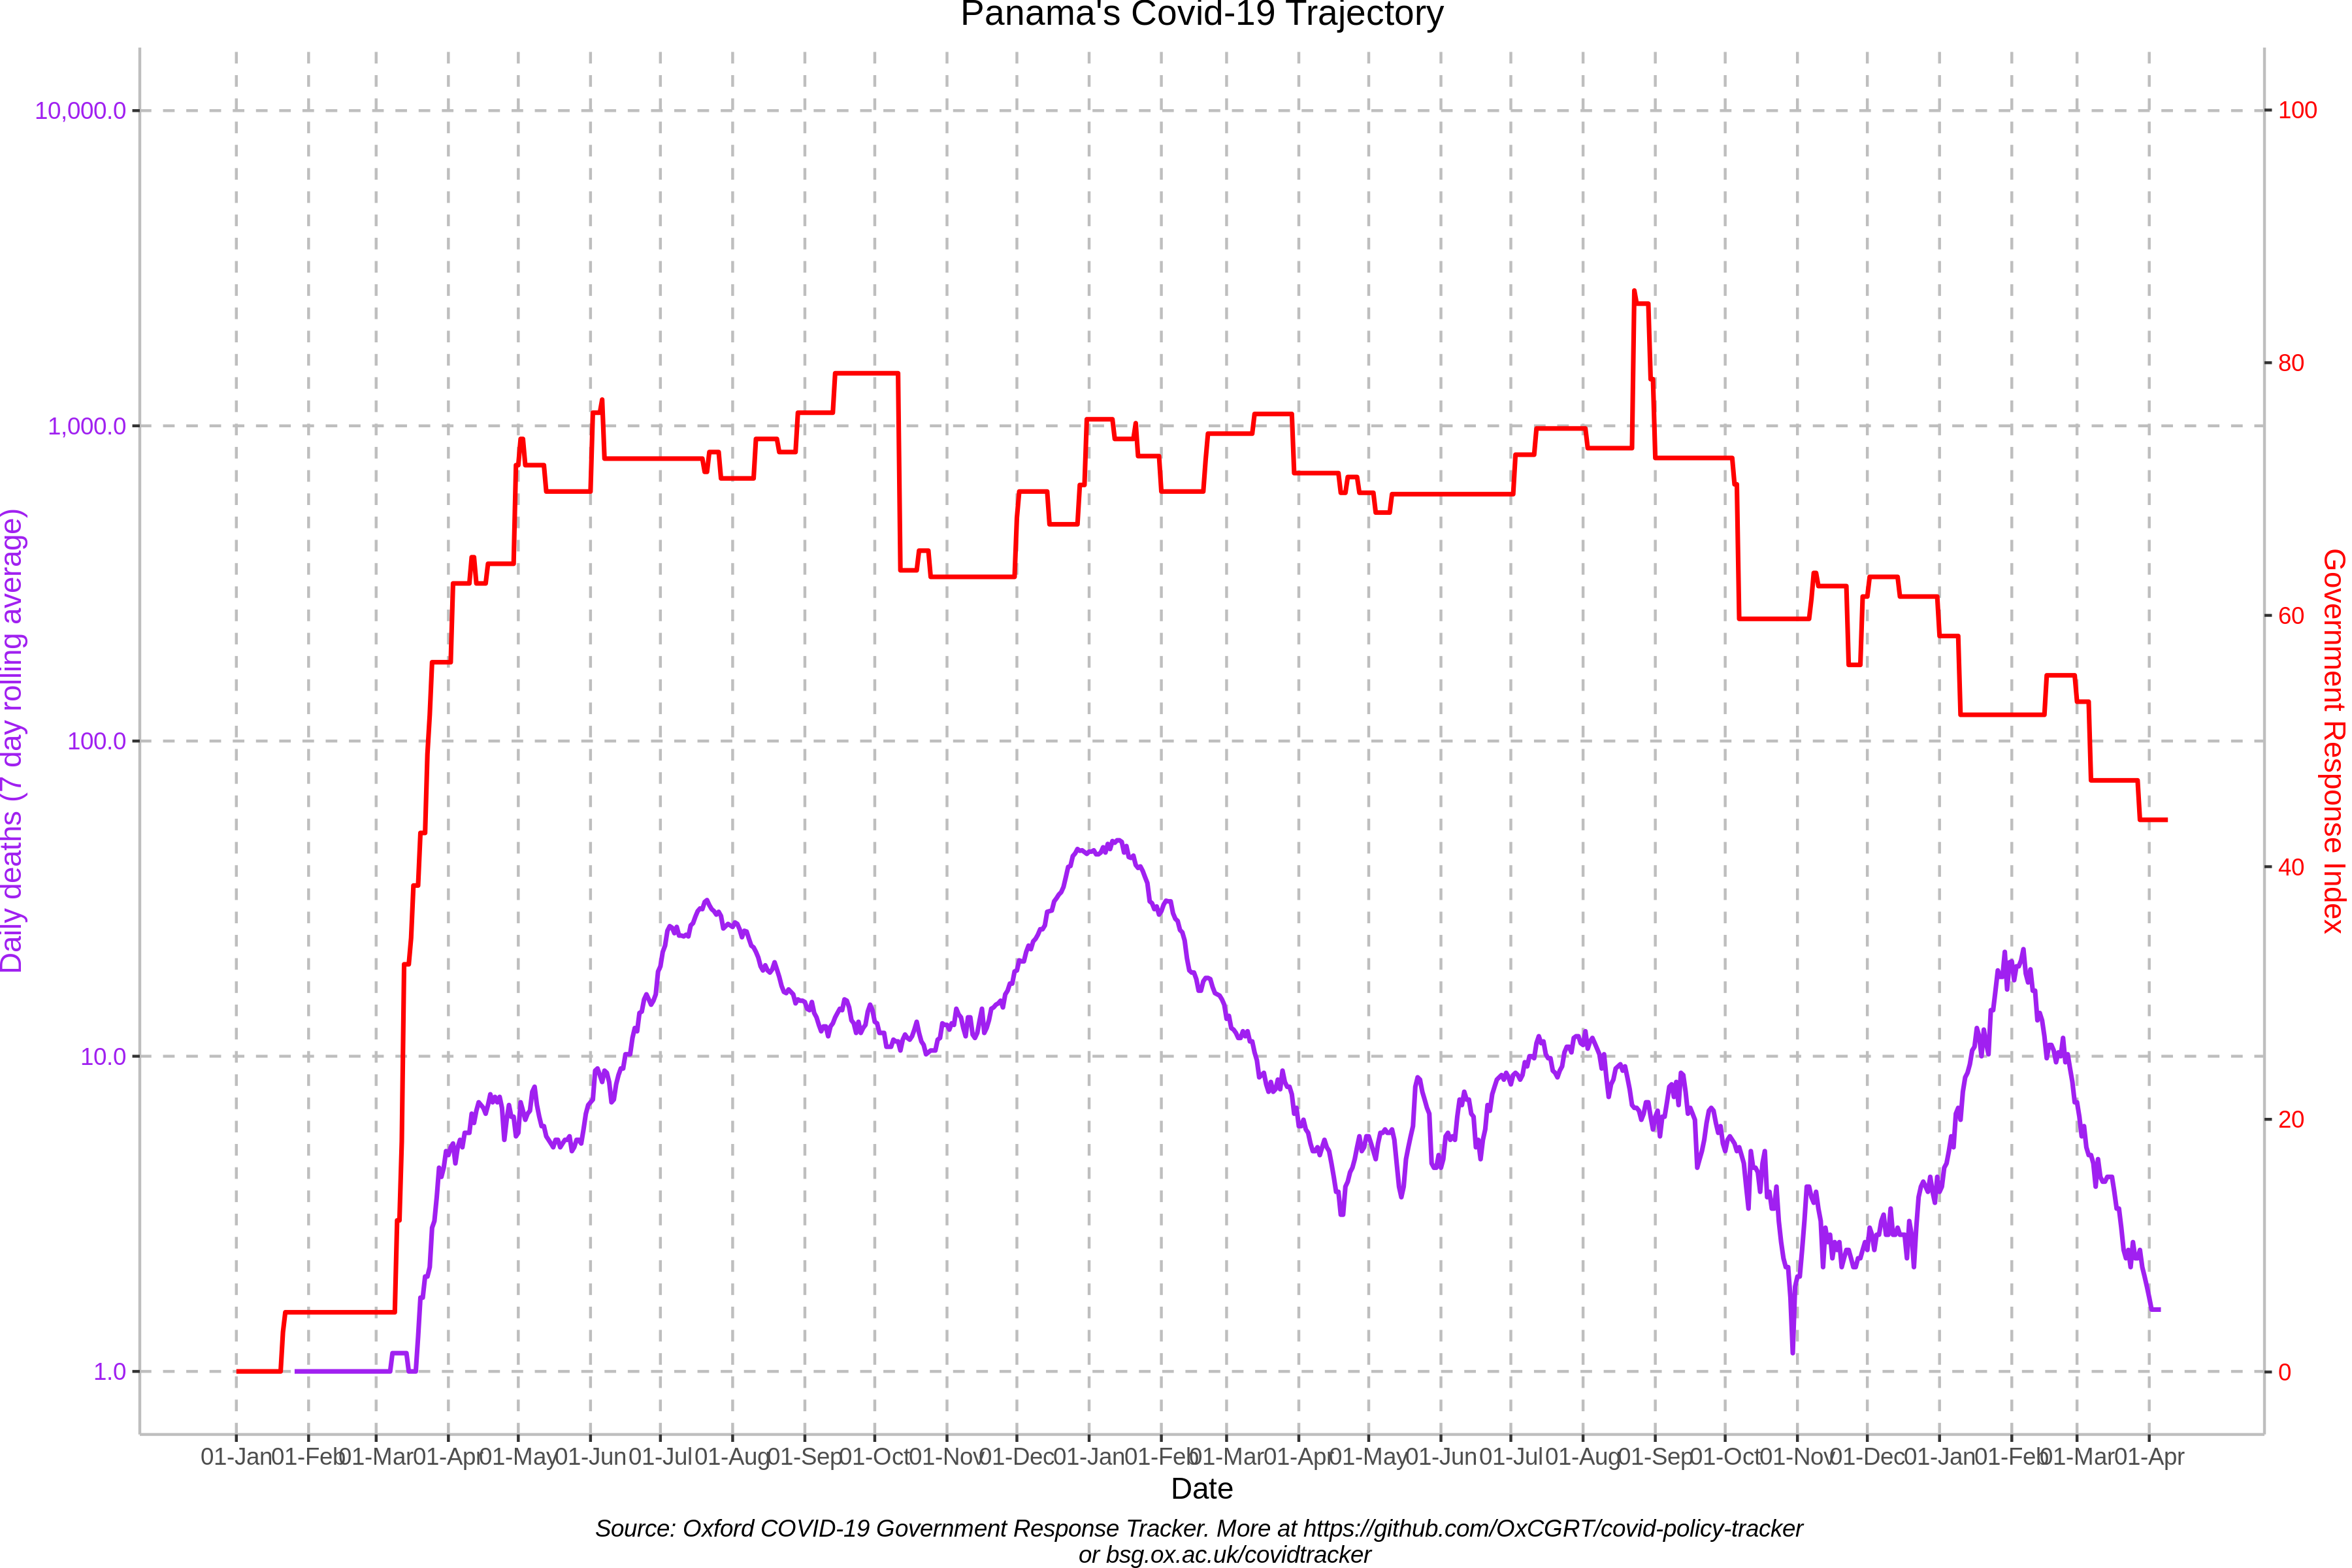 Panama's Covid-19 Trajectory
10,000.0
1,000.0
100.0
10.0
1.0
Daily deaths (7 day rolling average)
100
80
60
40
20
0
Government Response Index
01-Jan 01-Feb 01-Mar 01-Apr 01-May 01-Jun 01-Jul 01-Aug 01-Sep 01-Oct 01-Nov 01-Dec 01-Jan 01-Feb 01-Mar 01-Apr 01-May 01-Jun 01-Jul 01-Aug 01-Sep 01-Oct 01-Nov 01-Dec 01-Jan 01-Feb 01-Mar 01-Apr
Date
Source: Oxford COVID-19 Government Response Tracker. More at https://github.com/OxCGRT/covid-policy-tracker
or bsg.ox.ac.uk/covidtracker